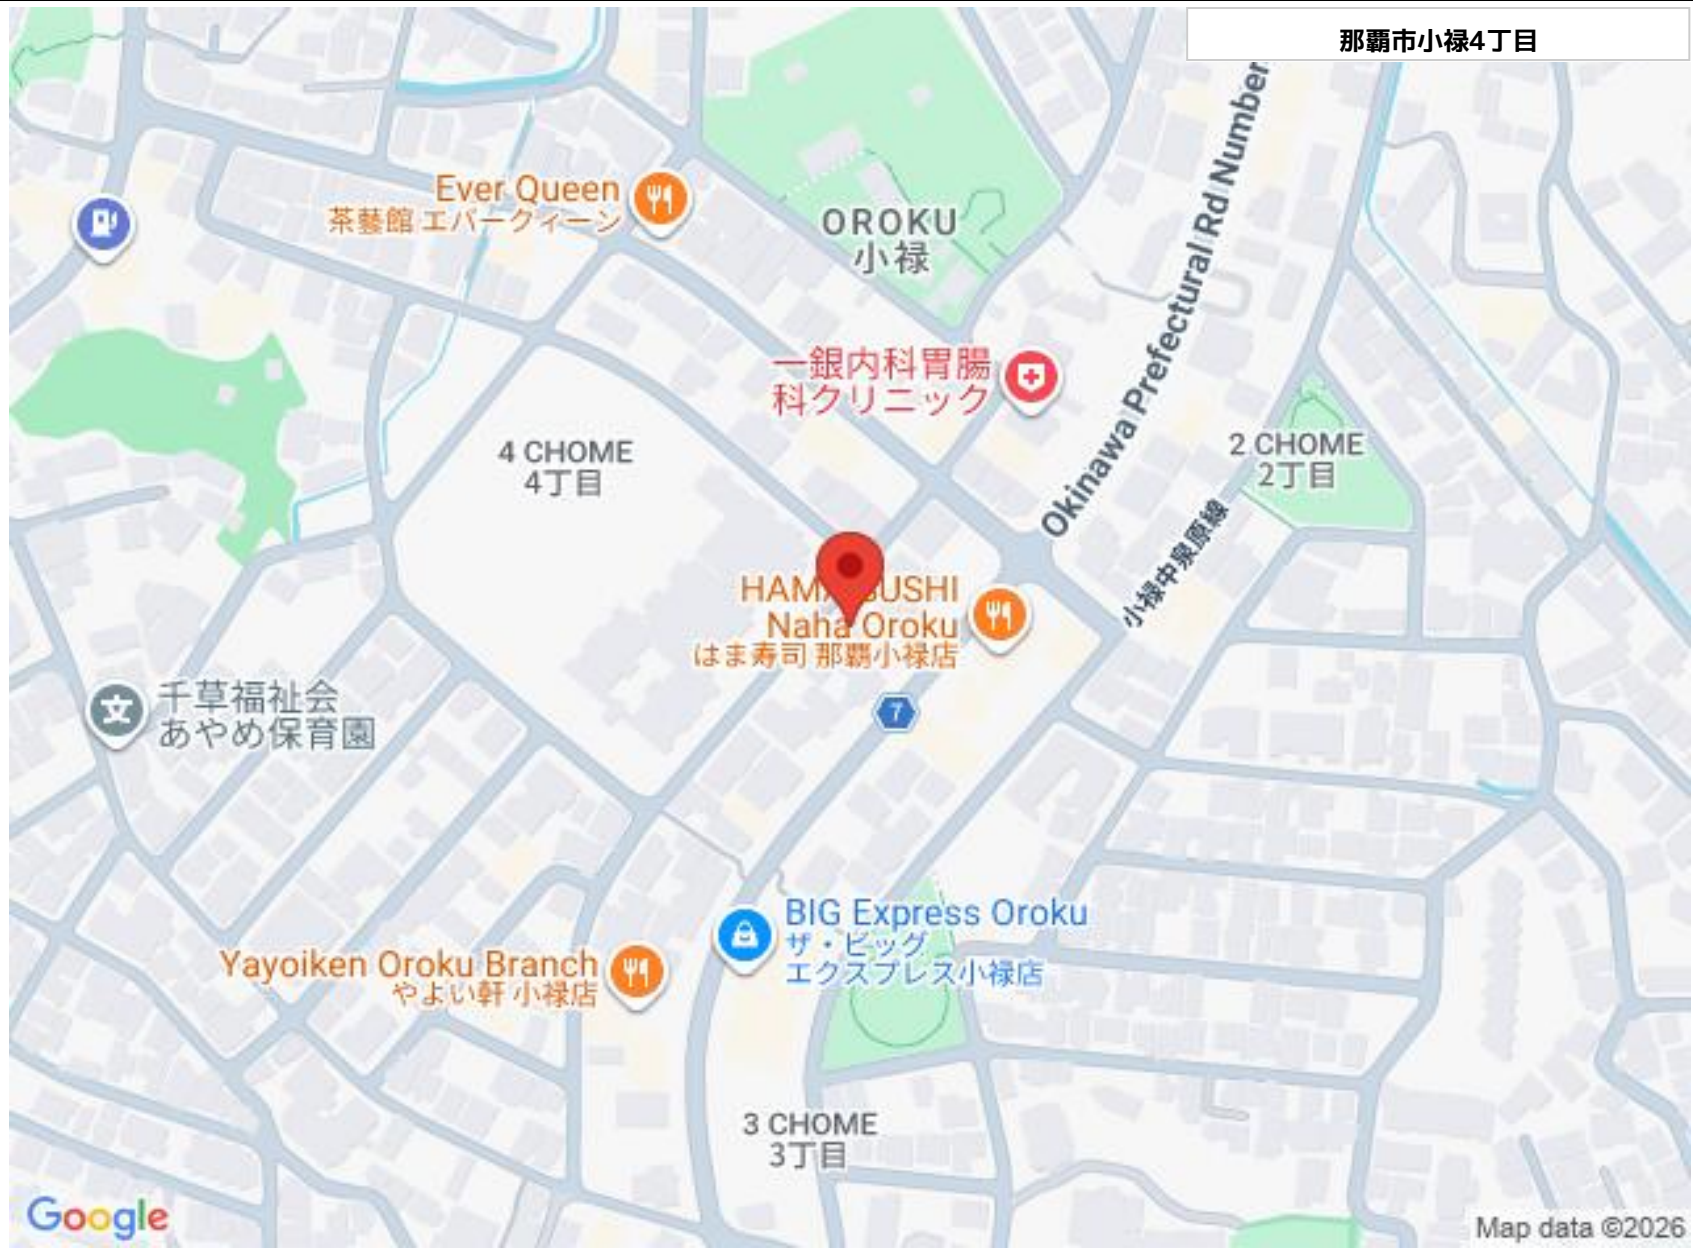 那覇市小禄4丁目
Okinawa Prefectural Rd Number
Ever Queen
茶藝館 エバークィーン
OROKU
小禄
一銀内科胃腸
科クリニック
4 CHOME
4丁目
2 CHOME
2丁目
小禄中泉原線
Naha Oroku
はま寿司 那覇小禄店
千草福祉会
あやめ保育園
文
7
BIG Express Oroku
ザ・ビッグ
エクスプレス小禄店
Yayoiken Oroku Branch
やよい軒 小禄店
3 CHOME
3丁目
Google
Map data ©2026